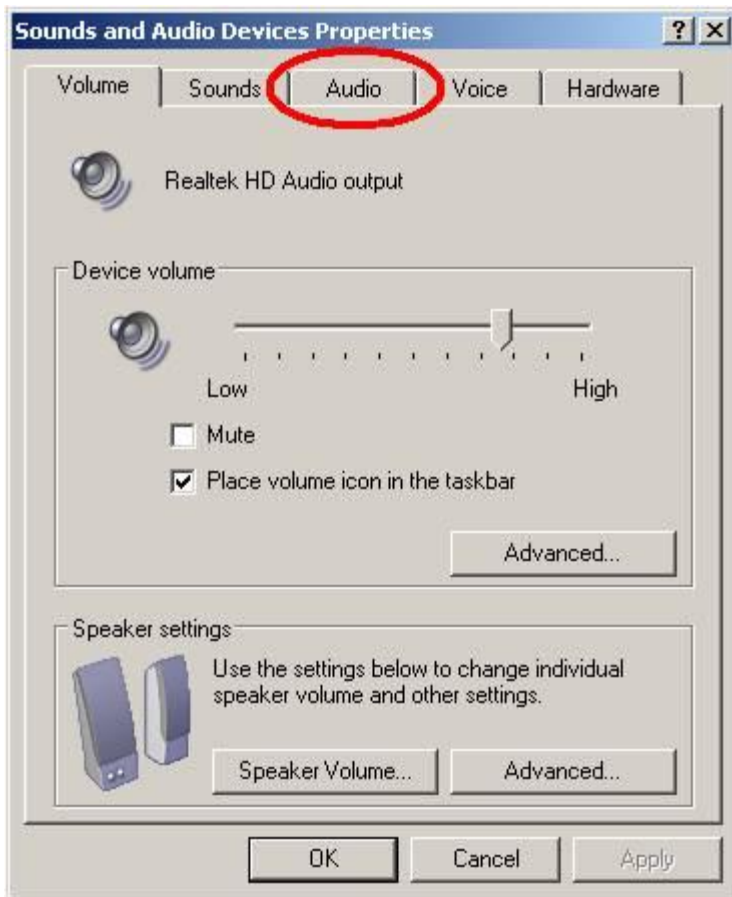 Sounds and Audio Devices Properties
Volume Sounds Audio Voice Hardware
Realtek HD Audio output
Device volume
Low High
Mute
Place volume icon in the taskbar
Advanced...
Speaker settings
Use the settings below to change individual
speaker volume and other settings.
Speaker Volume... Advanced...
OK Cancel Apply